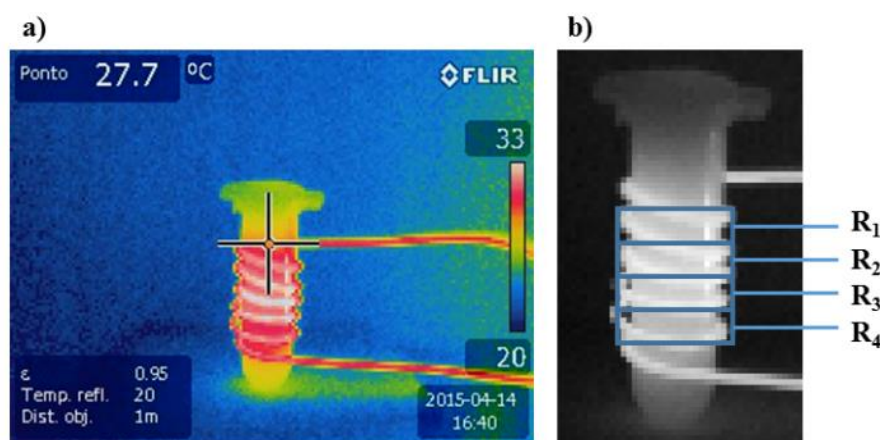 a)
Ponto 27.7 °C
FLIR
33
20
ε 0.95
Temp. refl. 20
Dist. obj. 1m
2015-04-14
16:40
b)
R₁
R₂
R₃
R₄